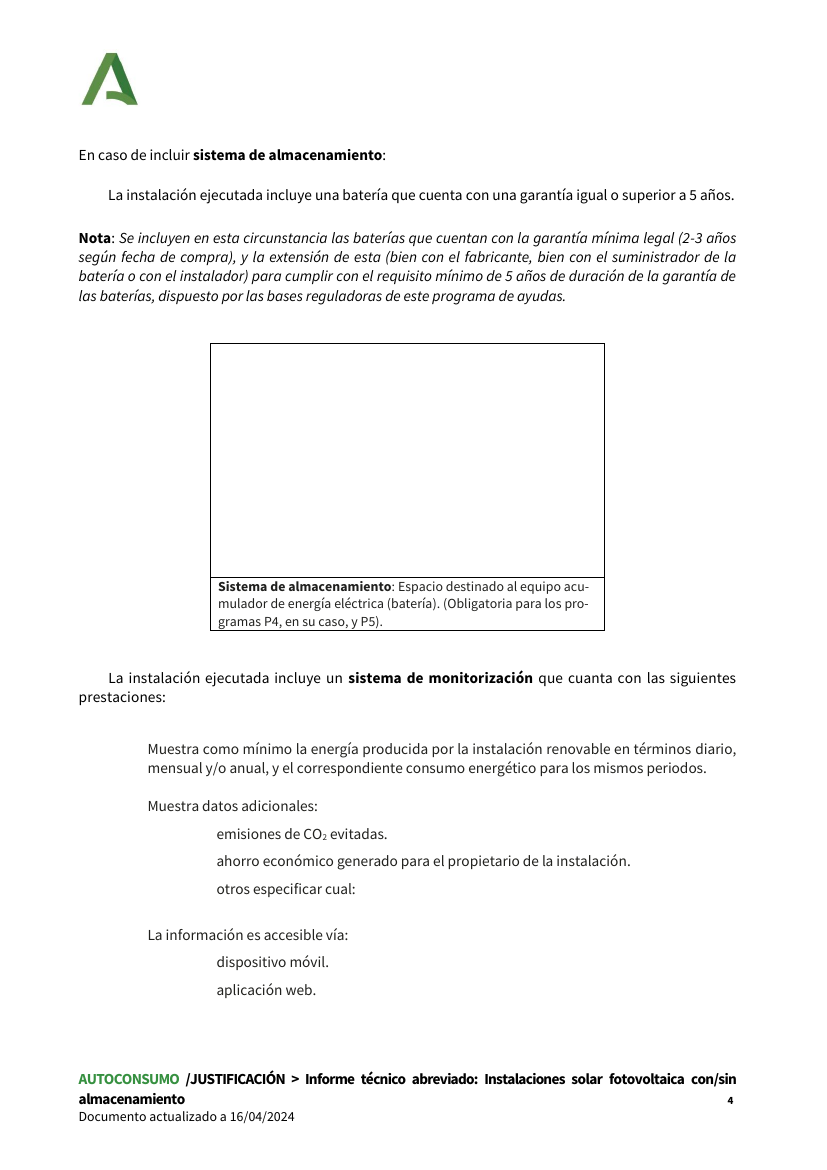 En caso de incluir sistema de almacenamiento:
La instalación ejecutada incluye una batería que cuenta con una garantía igual o superior a 5 años.
Nota: Se incluyen en esta circunstancia las baterías que cuentan con la garantía mínima legal (2-3 años
según fecha de compra), y la extensión de esta (bien con el fabricante, bien con el suministrador de la
batería o con el instalador) para cumplir con el requisito mínimo de 5 años de duración de la garantía de
las baterías, dispuesto por las bases reguladoras de este programa de ayudas.
Sistema de almacenamiento: Espacio destinado al equipo acu-
mulador de energía eléctrica (batería). (Obligatoria para los pro-
gramas P4, en su caso, y P5).
La instalación ejecutada incluye un sistema de monitorización que cuanta con las siguientes
prestaciones:
Muestra como mínimo la energía producida por la instalación renovable en términos diario,
mensual y/o anual, y el correspondiente consumo energético para los mismos periodos.
Muestra datos adicionales:
emisiones de CO₂ evitadas.
ahorro económico generado para el propietario de la instalación.
otros especificar cual:
La información es accesible vía:
dispositivo móvil.
aplicación web.
AUTOCONSUMO /JUSTIFICACIÓN > Informe técnico abreviado: Instalaciones solar fotovoltaica con/sin
almacenamiento 4
Documento actualizado a 16/04/2024